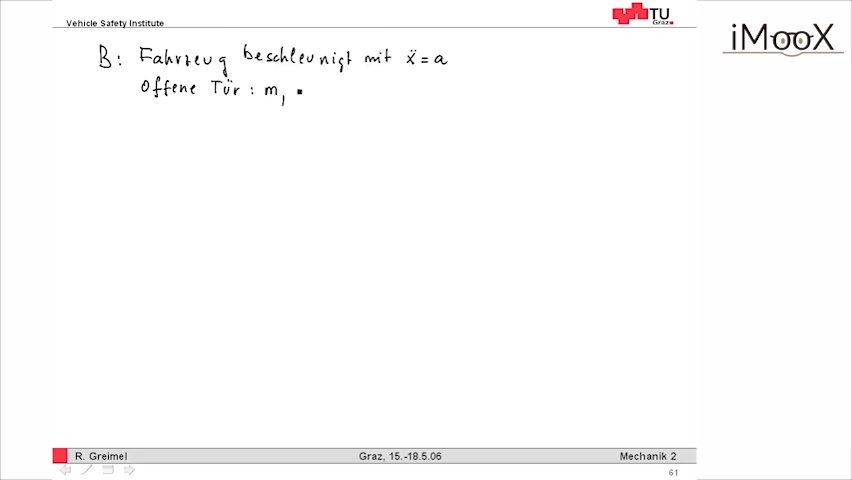 Vehicle Safety Institute
TU
Graz
iMooX
B: Fahrzeug beschleunigt mit ẍ = a
Offene Tür : m,
R. Greimel
Graz, 15.-18.5.06
Mechanik 2
61